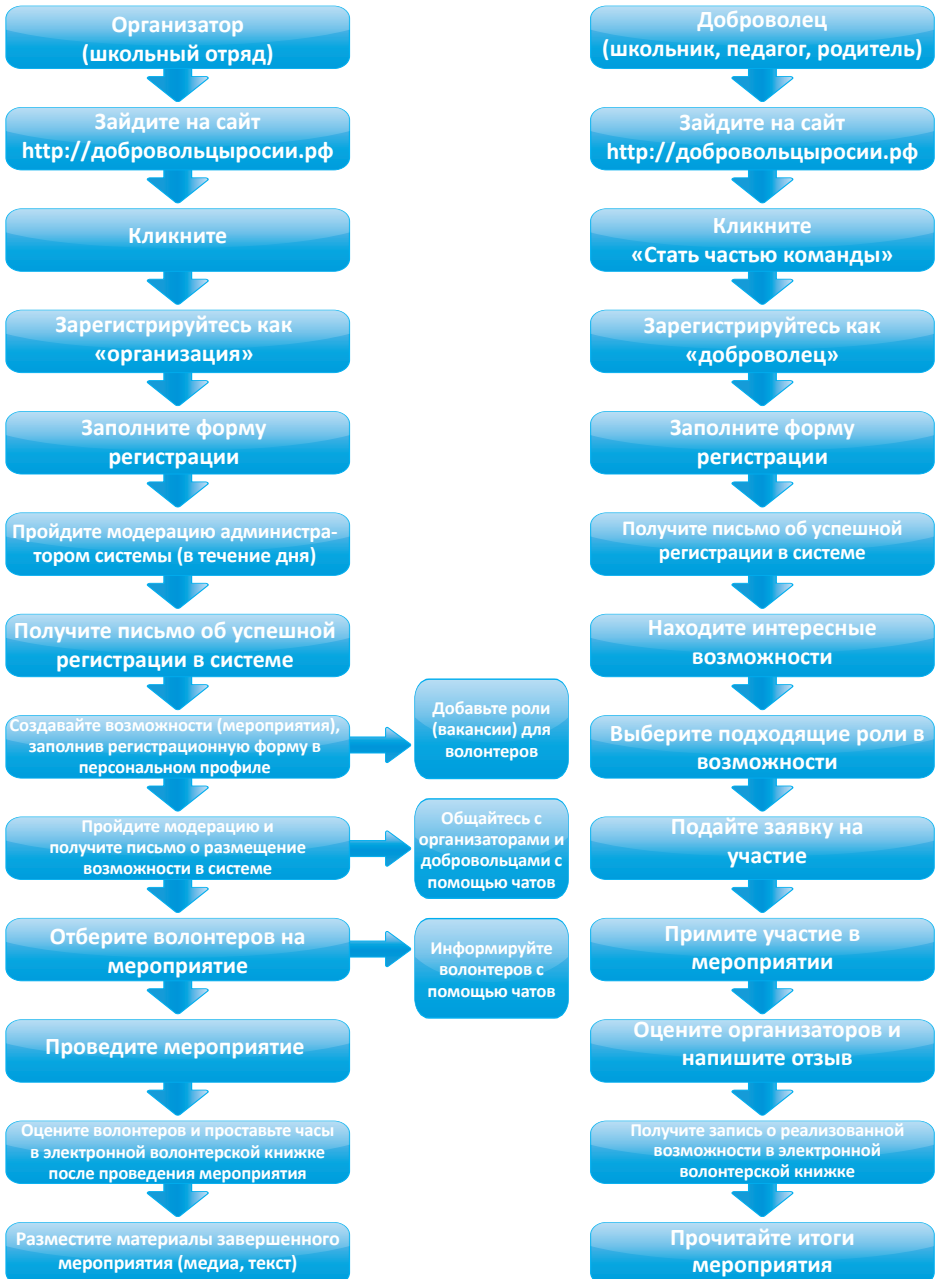 Организатор
(школьный отряд)
Зайдите на сайт
http://добровольцыросии.рф
Кликните
Зарегистрируйтесь как
«организация»
Заполните форму
регистрации
Пройдите модерацию администра-
тором системы (в течение дня)
Получите письмо об успешной
регистрации в системе
Создавайте возможности (мероприятия),
заполнив регистрационную форму в
персональном профиле
Добавьте роли
(вакансии) для
волонтеров
Пройдите модерацию и
получите письмо о размещение
возможности в системе
Общайтесь с
организаторами и
добровольцами с
помощью чатов
Отберите волонтеров на
мероприятие
Информируйте
волонтеров с
помощью чатов
Проведите мероприятие
Оцените волонтеров и проставьте часы
в электронной волонтерской книжке
после проведения мероприятия
Разместите материалы завершенного
мероприятия (медиа, текст)
Доброволец
(школьник, педагог, родитель)
Зайдите на сайт
http://добровольцыросии.рф
Кликните
«Стать частью команды»
Зарегистрируйтесь как
«доброволец»
Заполните форму
регистрации
Получите письмо об успешной
регистрации в системе
Находите интересные
возможности
Выберите подходящие роли в
возможности
Подайте заявку на
участие
Примите участие в
мероприятии
Оцените организаторов и
напишите отзыв
Получите запись о реализованной
возможности в электронной
волонтерской книжке
Прочитайте итоги
мероприятия